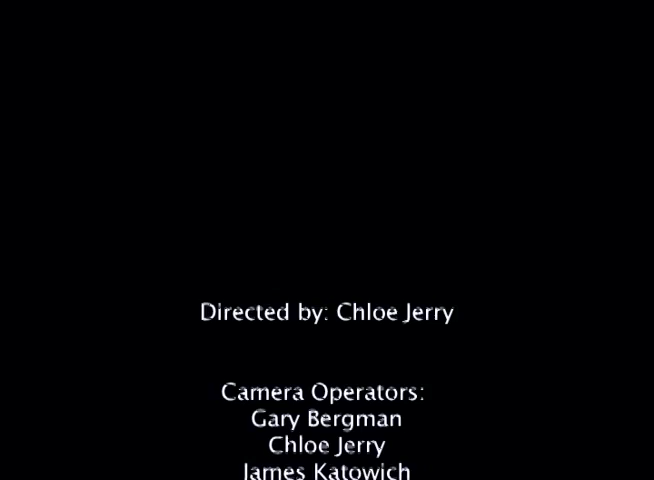 Directed by: Chloe Jerry
Camera Operators:
Gary Bergman
Chloe Jerry
James Katowich